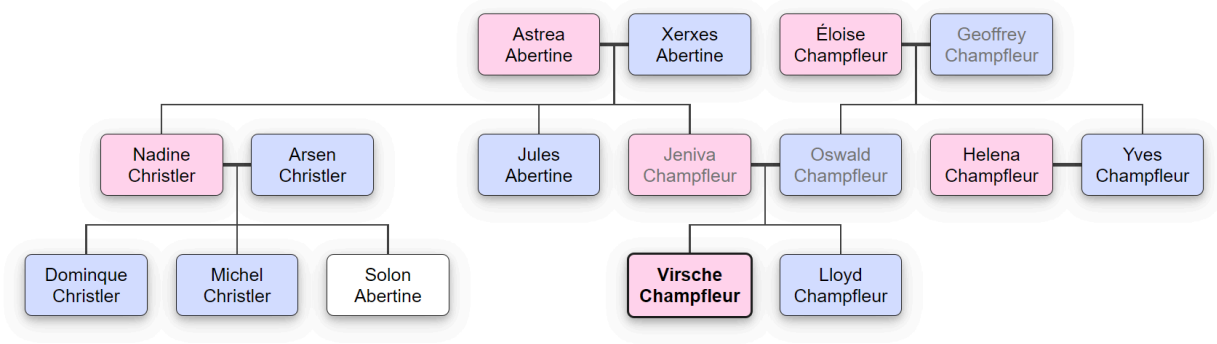 Astrea
Abertine
Xerxes
Abertine
Éloise
Champfleur
Geoffrey
Champfleur
Nadine
Christler
Arsen
Christler
Jules
Abertine
Jeniva
Champfleur
Oswald
Champfleur
Helena
Champfleur
Yves
Champfleur
Dominque
Christler
Michel
Christler
Solon
Abertine
Virsche
Champfleur
Lloyd
Champfleur